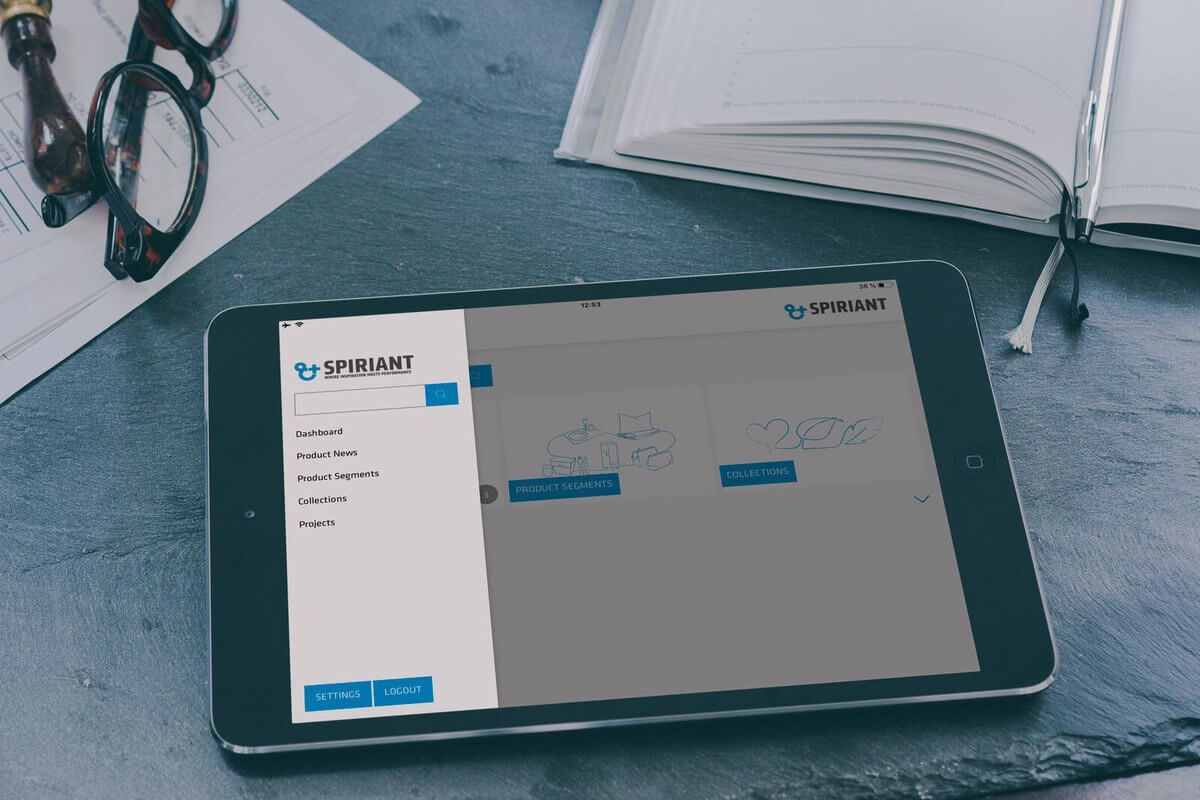 12:53
38 %
SPIRIANT
WHERE INSPIRATION MEETS PERFORMANCE
SPIRIANT
Dashboard
Product News
Product Segments
Collections
Projects
3
PRODUCT SEGMENTS
COLLECTIONS
SETTINGS
LOGOUT